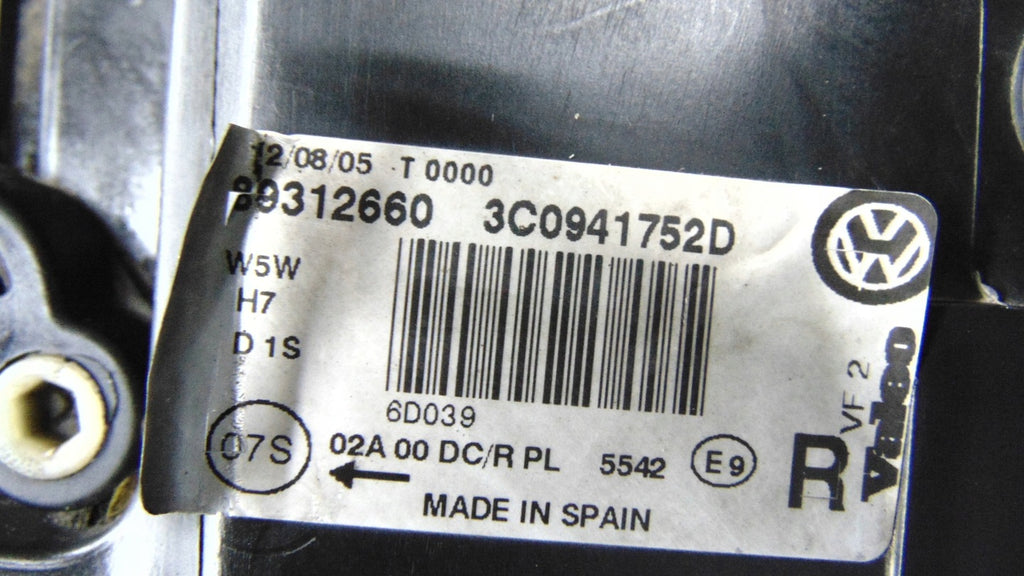 12/08/05 T 0000
89312660 3C0941752D
W5W
H7
D1S
6D039
07S
02A 00 DC/R PL 5542 E9
MADE IN SPAIN
R
VF 2
Valeo